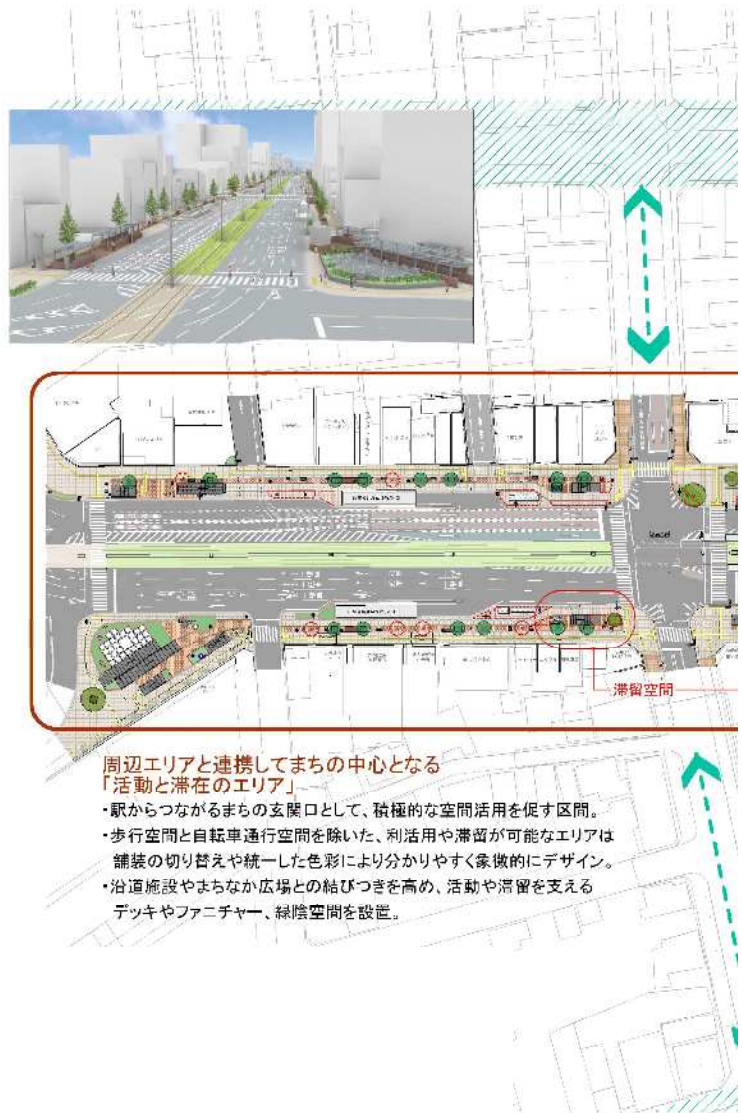 滞留空間
周辺エリアと連携してまちの中心となる
「活動と滞在のエリア」
・駅からつながるまちの玄関口として、積極的な空間活用を促す区間。
・歩行空間と自転車通行空間を除いた、利活用や滞留が可能なエリアは
舗装の切り替えや統一した色彩により分かりやすく象徴的にデザイン。
・沿道施設やまちなか広場との結びつきを高め、活動や滞留を支える
デッキやファニチャー、緑陰空間を設置。